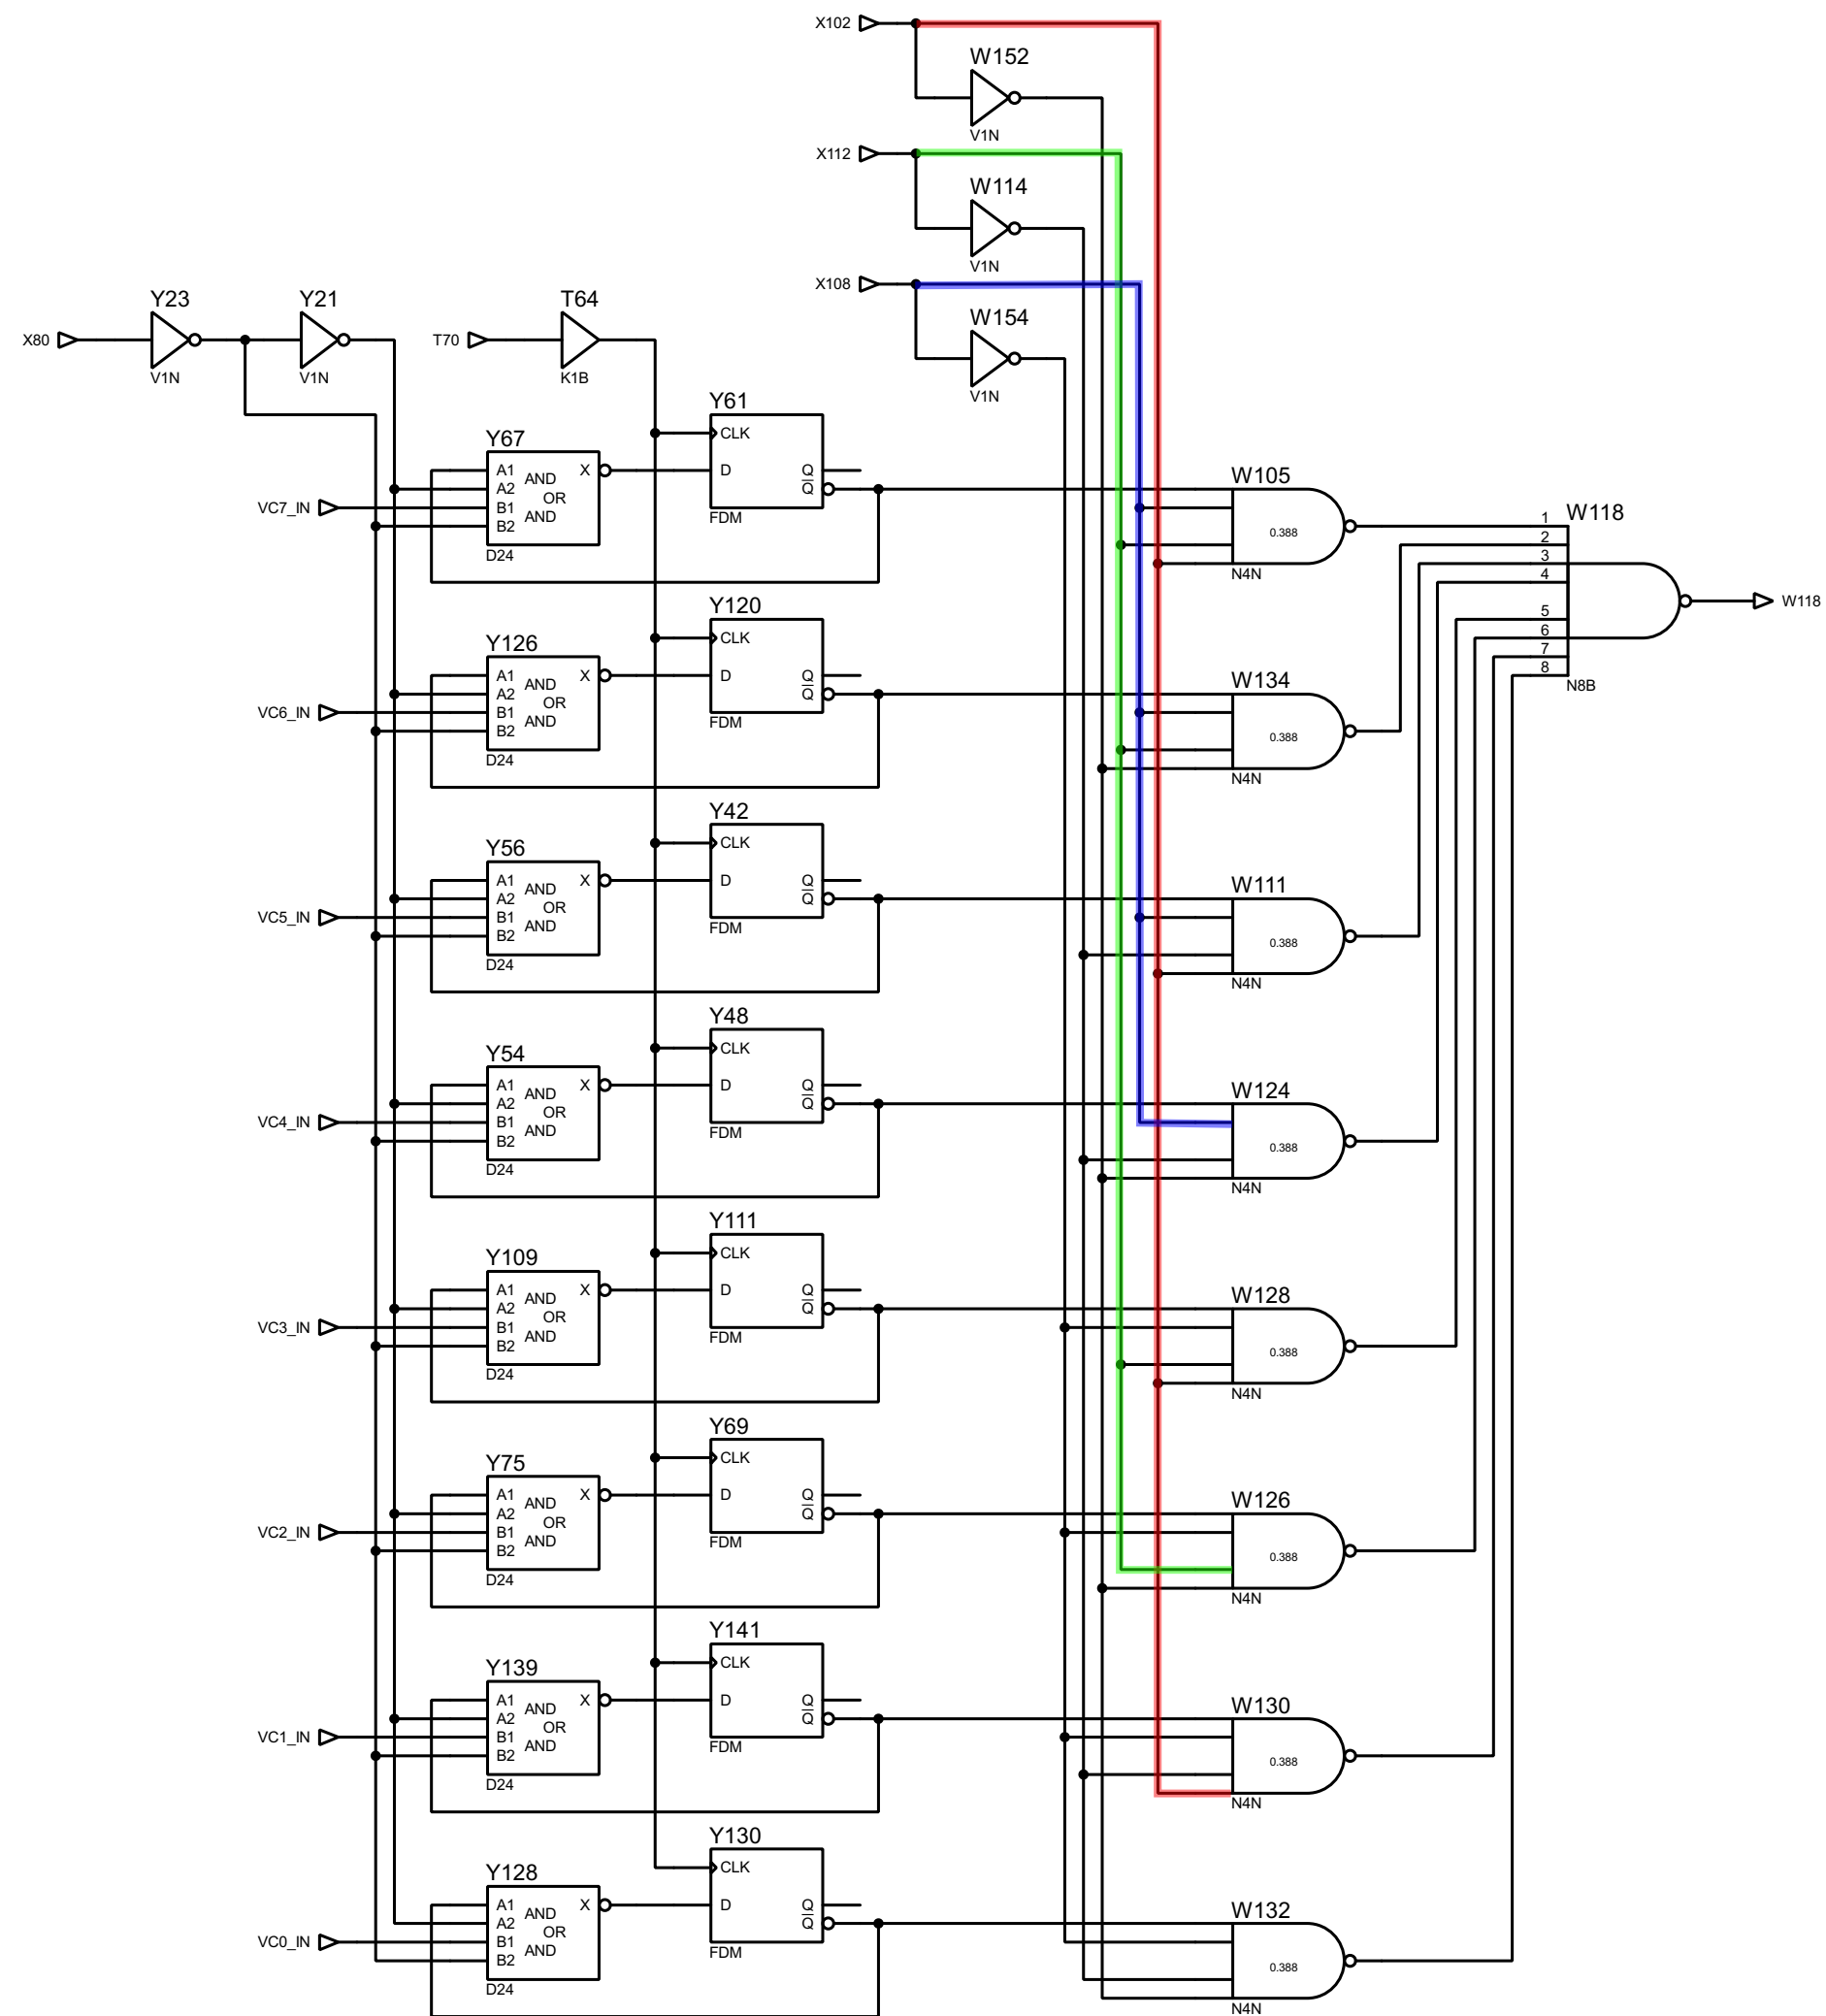 X102
W152
V1N
X112
W114
V1N
X108
W154
V1N
X80
Y23
V1N
Y21
V1N
T70
T64
K1B
Y67
A1 AND X
A2 OR
B1 AND
B2
D24
VC7_IN
Y61
CLK
D Q
Q
FDM
W105
0.388
N4N
Y126
A1 AND X
A2 OR
B1 AND
B2
D24
VC6_IN
Y120
CLK
D Q
Q
FDM
W134
0.388
N4N
Y56
A1 AND X
A2 OR
B1 AND
B2
D24
VC5_IN
Y42
CLK
D Q
Q
FDM
W111
0.388
N4N
Y54
A1 AND X
A2 OR
B1 AND
B2
D24
VC4_IN
Y48
CLK
D Q
Q
FDM
W124
0.388
N4N
Y109
A1 AND X
A2 OR
B1 AND
B2
D24
VC3_IN
Y111
CLK
D Q
Q
FDM
W128
0.388
N4N
Y75
A1 AND X
A2 OR
B1 AND
B2
D24
VC2_IN
Y69
CLK
D Q
Q
FDM
W126
0.388
N4N
Y139
A1 AND X
A2 OR
B1 AND
B2
D24
VC1_IN
Y141
CLK
D Q
Q
FDM
W130
0.388
N4N
Y128
A1 AND X
A2 OR
B1 AND
B2
D24
VC0_IN
Y130
CLK
D Q
Q
FDM
W132
0.388
N4N
W118
1
2
3
4
5
6
7
8
N8B
W118